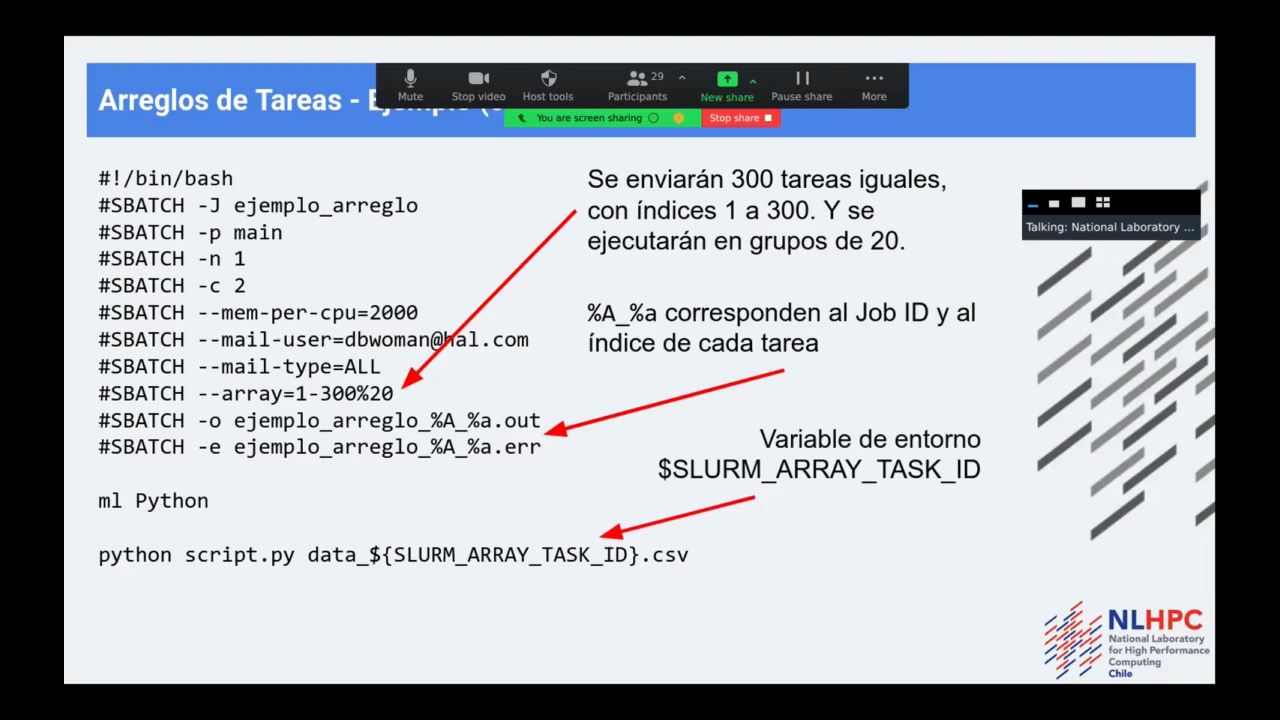 Mute
Stop video
Host tools
29
Participants
New share
Pause share
More
You are screen sharing
Stop share
Arreglos de Tareas -
Talking: National Laboratory ...
#!/bin/bash
#SBATCH -J ejemplo_arreglo
#SBATCH -p main
#SBATCH -n 1
#SBATCH -c 2
#SBATCH --mem-per-cpu=2000
#SBATCH --mail-user=dbwoman@hal.com
#SBATCH --mail-type=ALL
#SBATCH --array=1-300%20
#SBATCH -o ejemplo_arreglo_%A_%a.out
#SBATCH -e ejemplo_arreglo_%A_%a.err
ml Python
python script.py data_${SLURM_ARRAY_TASK_ID}.csv
Se enviarán 300 tareas iguales,
con índices 1 a 300. Y se
ejecutarán en grupos de 20.
%A_%a corresponden al Job ID y al
índice de cada tarea
Variable de entorno
$SLURM_ARRAY_TASK_ID
NLHPC
National Laboratory
for High Performance
Computing
Chile